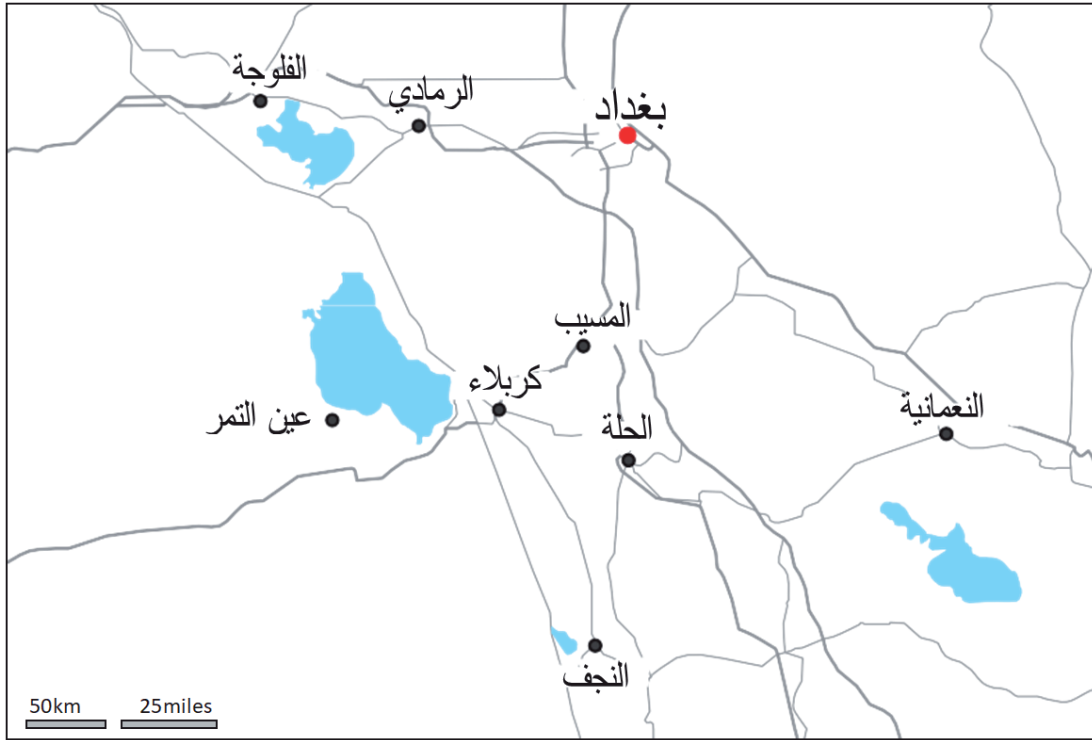 الفلوجة
الرمادي
بغداد
المسيب
كربلاء
عين التمر
الحلة
النعمانية
النجف
50km
25miles